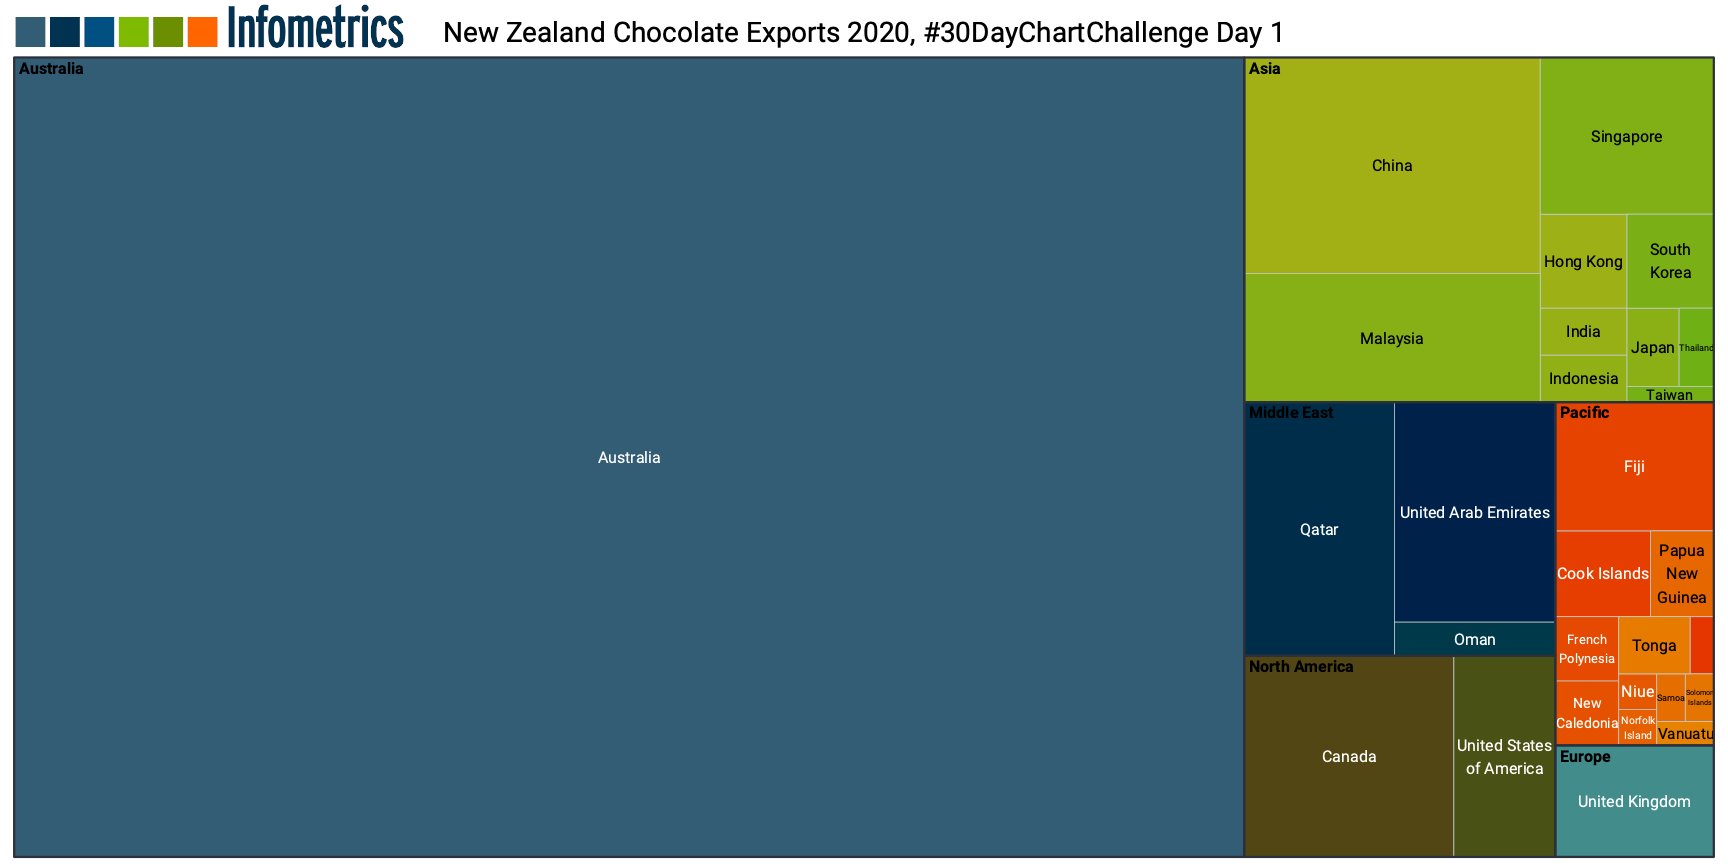 Infometrics
New Zealand Chocolate Exports 2020, #30DayChartChallenge Day 1
Australia
Australia
Asia
China
Singapore
Hong Kong
South
Korea
Malaysia
India
Indonesia
Japan
Thailand
Taiwan
Middle East
Qatar
United Arab Emirates
Oman
North America
Canada
United States
of America
Pacific
Fiji
Cook Islands
Papua
New
Guinea
French
Polynesia
Tonga
New
Caledonia
Niue
Norfolk
Island
Samoa
Solomon
Islands
Vanuatu
Europe
United Kingdom